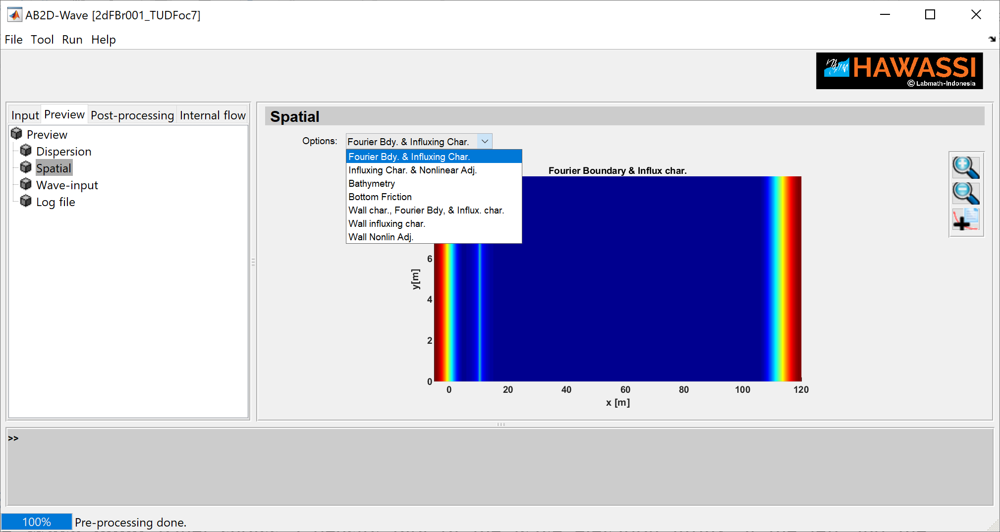 AB2D-Wave [2dFBr001_TUDFoc7]
File Tool Run Help
HAWASSI
© Labmath-Indonesia
Input Preview Post-processing Internal flow
Preview
Dispersion
Spatial
Wave-input
Log file
Spatial
Options: Fourier Bdy. & Influxing Char.
Fourier Bdy. & Influxing Char.
Influxing Char. & Nonlinear Adj.
Bathymetry
Bottom Friction
Wall char., Fourier Bdy, & Influx. char.
Wall influxing char.
Wall Nonlin Adj.
Fourier Boundary & Influx char.
6
4
2
0
y[m]
0 20 40 60 80 100 120
x [m]
>>
100% Pre-processing done.